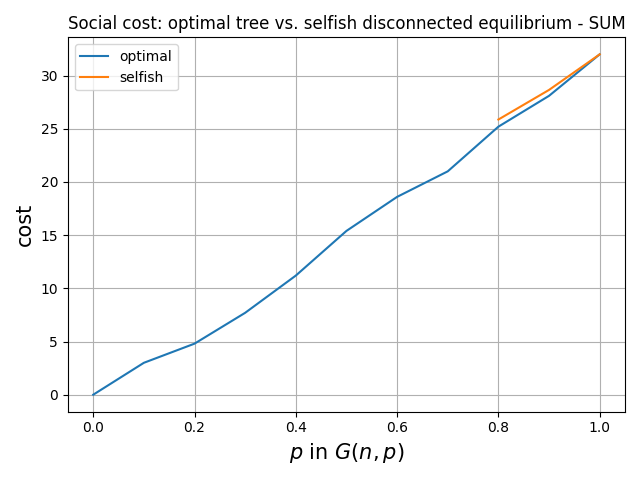 Social cost: optimal tree vs. selfish disconnected equilibrium - SUM
optimal
selfish
30
25
20
15
10
5
0
cost
0.0 0.2 0.4 0.6 0.8 1.0
p in G(n, p)